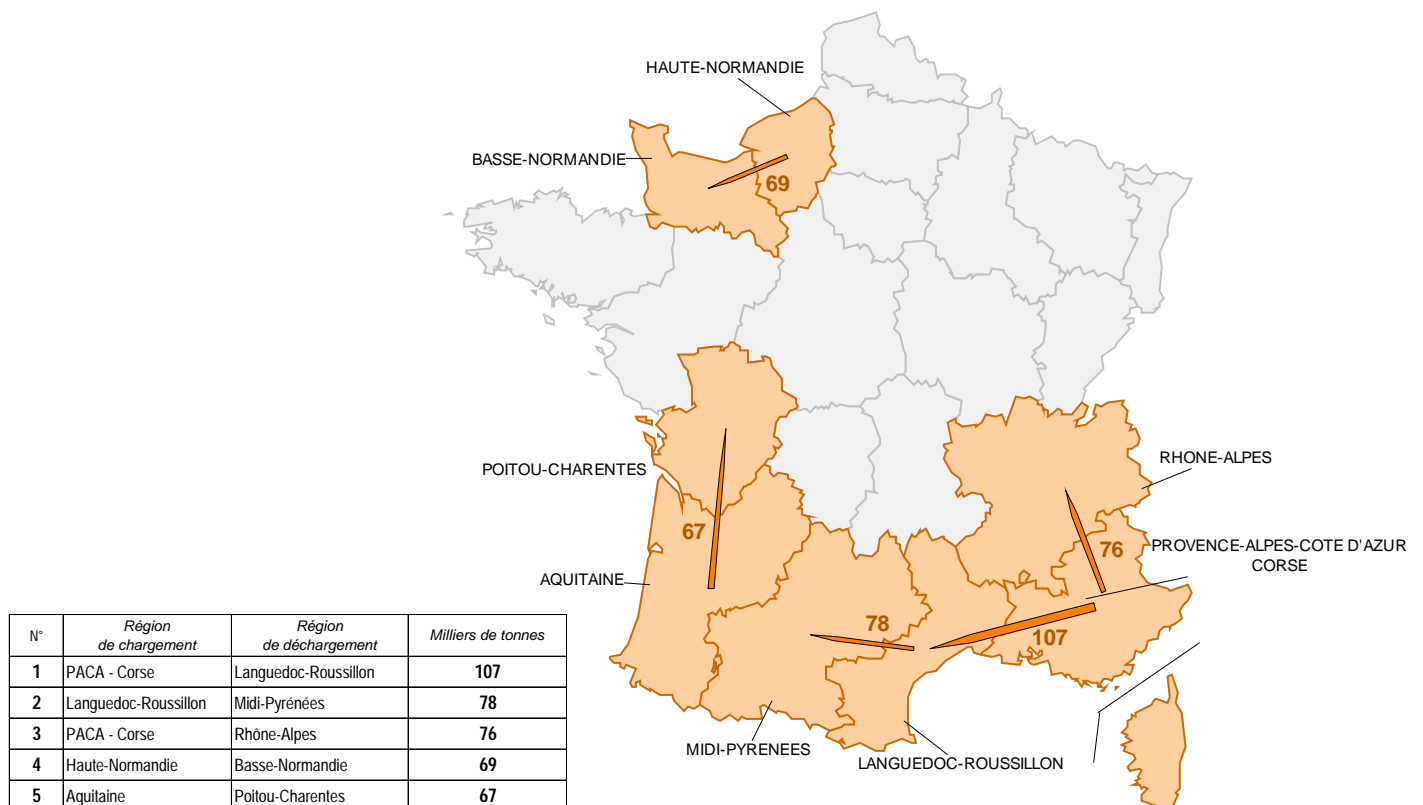 HAUTE-NORMANDIE
BASSE-NORMANDIE
69
POITOU-CHARENTES
RHONE-ALPES
67
76
PROVENCE-ALPES-COTE D'AZUR
CORSE
AQUITAINE
78
107
MIDI-PYRENEES
LANGUEDOC-ROUSSILLON
N° Région de chargement Région de déchargement Milliers de tonnes
1 PACA - Corse Languedoc-Roussillon 107
2 Languedoc-Roussillon Midi-Pyrénées 78
3 PACA - Corse Rhône-Alpes 76
4 Haute-Normandie Basse-Normandie 69
5 Aquitaine Poitou-Charentes 67